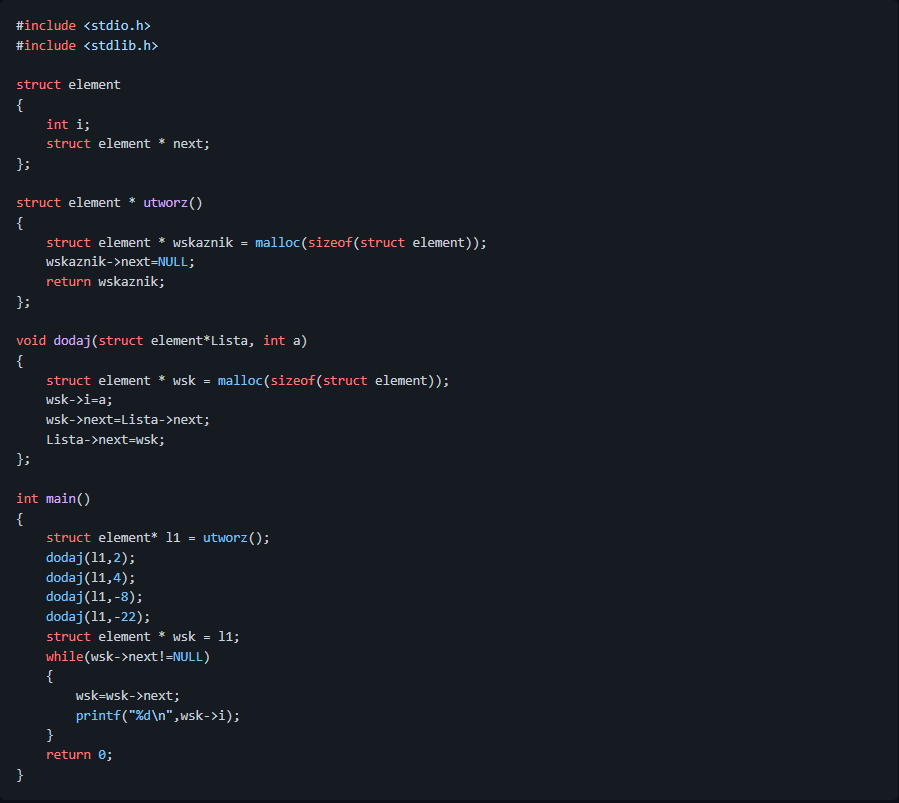 #include <stdio.h>
#include <stdlib.h>

struct element
{
    int i;
    struct element * next;
};

struct element * utworz()
{
    struct element * wskaznik = malloc(sizeof(struct element));
    wskaznik->next=NULL;
    return wskaznik;
};

void dodaj(struct element*Lista, int a)
{
    struct element * wsk = malloc(sizeof(struct element));
    wsk->i=a;
    wsk->next=Lista->next;
    Lista->next=wsk;
};

int main()
{
    struct element* l1 = utworz();
    dodaj(l1,2);
    dodaj(l1,4);
    dodaj(l1,-8);
    dodaj(l1,-22);
    struct element * wsk = l1;
    while(wsk->next!=NULL)
    {
        wsk=wsk->next;
        printf("%d\n",wsk->i);
    }
    return 0;
}